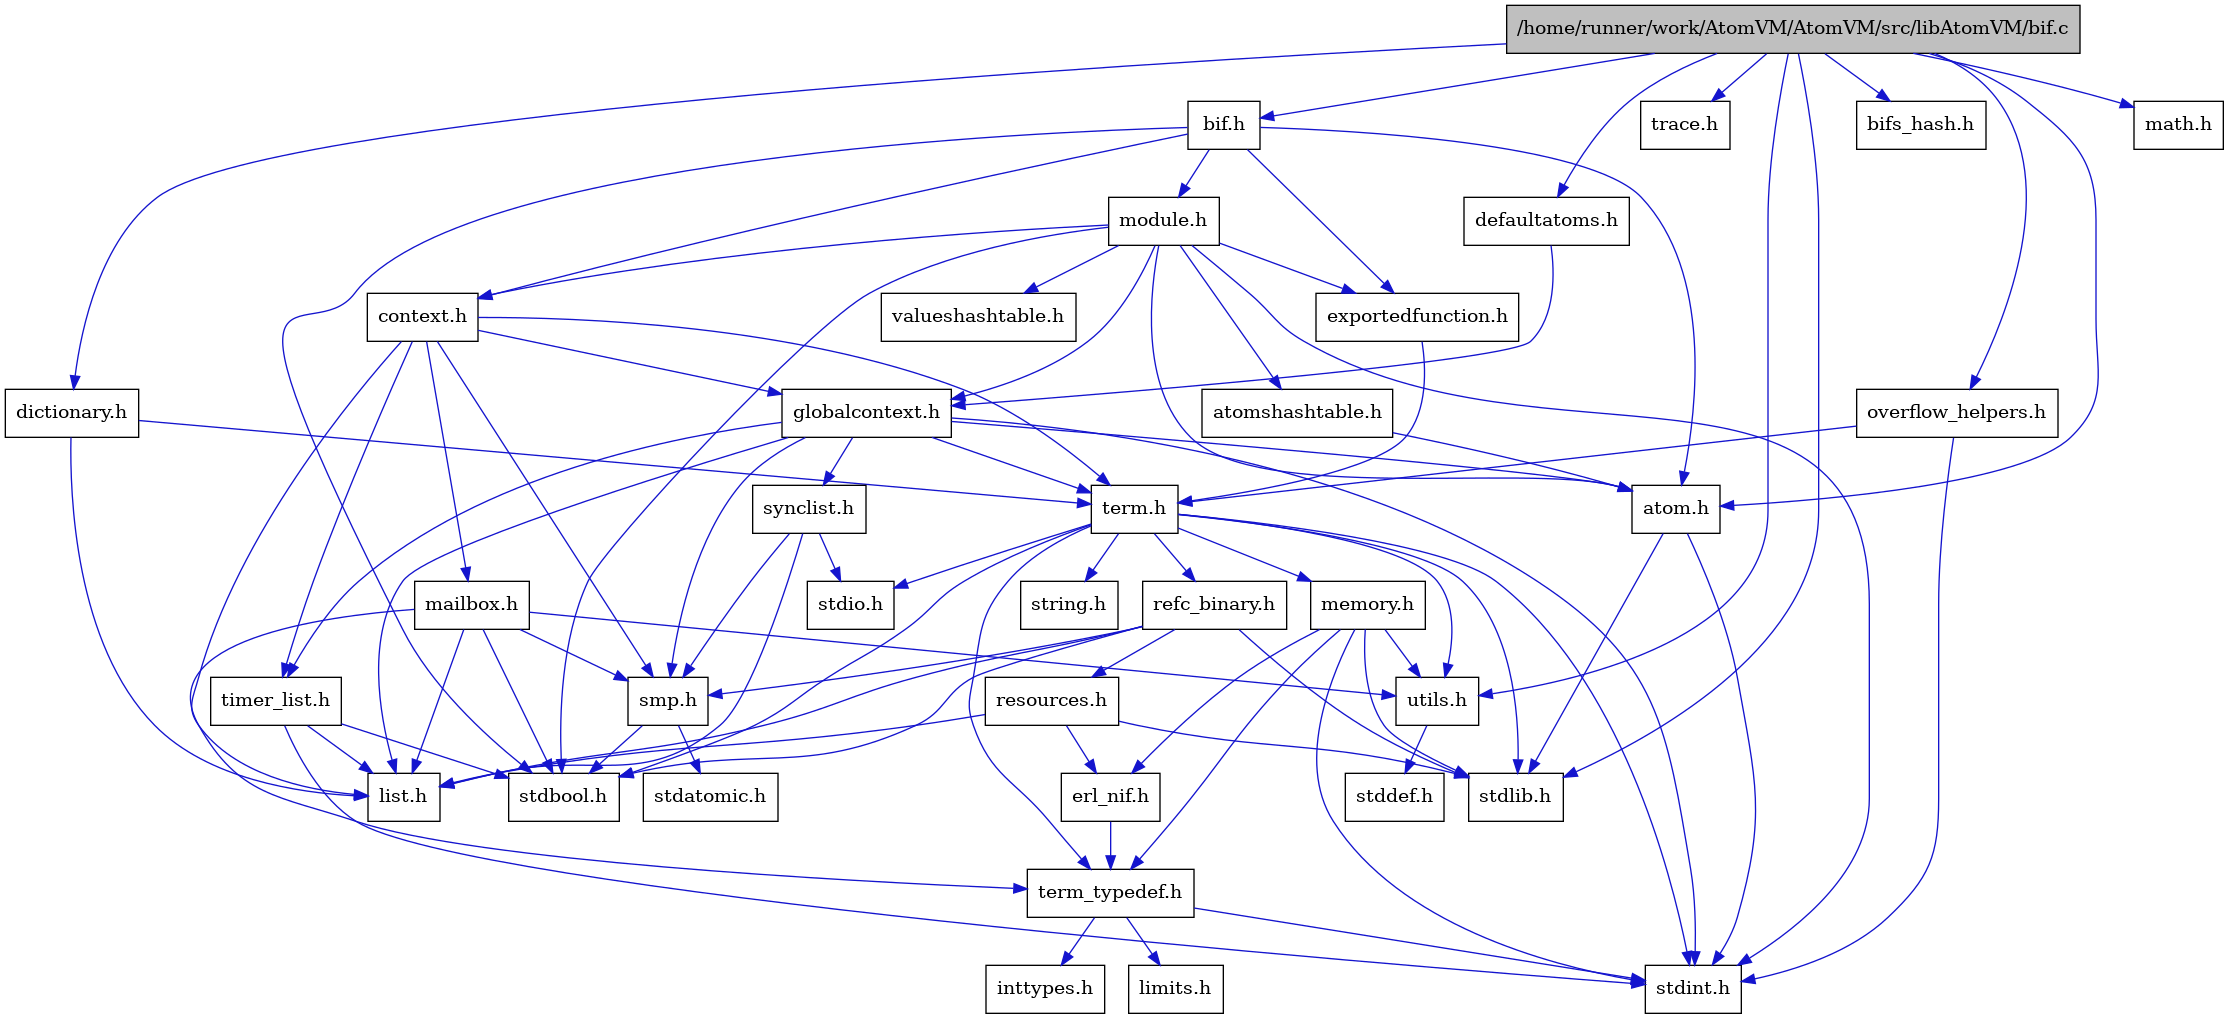 /home/runner/work/AtomVM/AtomVM/src/libAtomVM/bif.c
bif.h
trace.h
bifs_hash.h
math.h
module.h
defaultatoms.h
context.h
valueshashtable.h
exportedfunction.h
dictionary.h
globalcontext.h
atomshashtable.h
overflow_helpers.h
synclist.h
term.h
atom.h
mailbox.h
stdio.h
string.h
refc_binary.h
memory.h
timer_list.h
smp.h
resources.h
utils.h
list.h
stdbool.h
stdatomic.h
erl_nif.h
stddef.h
stdlib.h
term_typedef.h
inttypes.h
limits.h
stdint.h